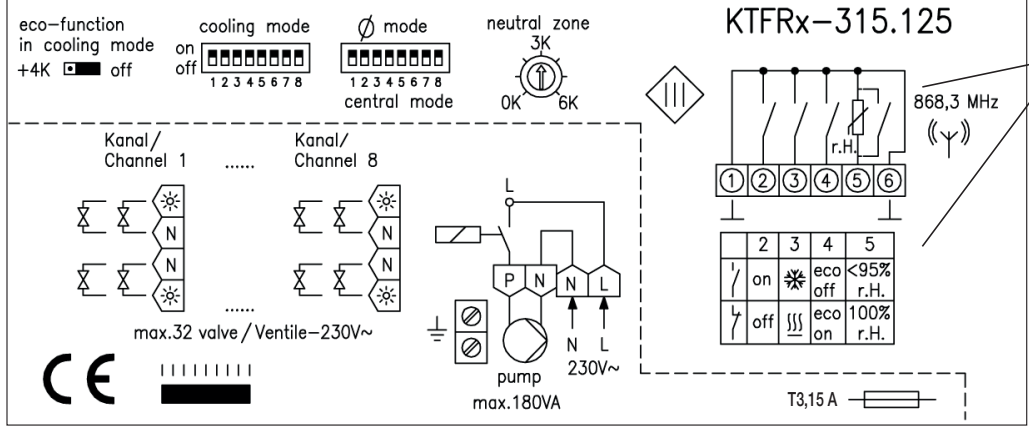 eco-function
in cooling mode
+4K off
cooling mode
on
off
1 2 3 4 5 6 7 8
Ø mode
1 2 3 4 5 6 7 8
central mode
neutral zone
3K
0K 6K
KTFRx-315.125
868,3 MHz
r.H.
1 2 3 4 5 6
2 3 4 5
on eco off <95% r.H.
off eco on 100% r.H.
Kanal/
Channel 1
......
Kanal/
Channel 8
N
N
N
N
......
max.32 valve/Ventile-230V~
L
P N N L
N L
230V~
pump
max.180VA
CE
T3,15 A